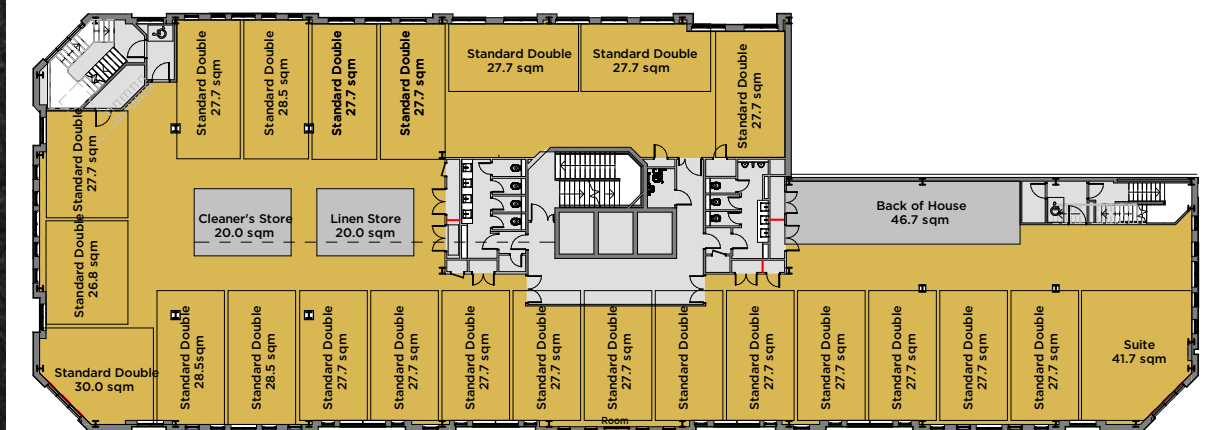 Standard Double
27.7 sqm
Standard Double
28.5 sqm
Standard Double
27.7 sqm
Standard Double
27.7 sqm
Standard Double
27.7 sqm
Standard Double
27.7 sqm
Standard Double
27.7 sqm
Standard Double
27.7 sqm
Standard Double
26.8 sqm
Standard Double
30.0 sqm
Cleaner's Store
20.0 sqm
Linen Store
20.0 sqm
Back of House
46.7 sqm
Standard Double
28.5sqm
Standard Double
28.5 sqm
Standard Double
27.7 sqm
Standard Double
27.7 sqm
Standard Double
27.7 sqm
Standard Double
27.7 sqm
Standard Double
27.7 sqm
Standard Double
27.7 sqm
Standard Double
27.7 sqm
Standard Double
27.7 sqm
Standard Double
27.7 sqm
Standard Double
27.7 sqm
Standard Double
27.7 sqm
Suite
41.7 sqm
Room